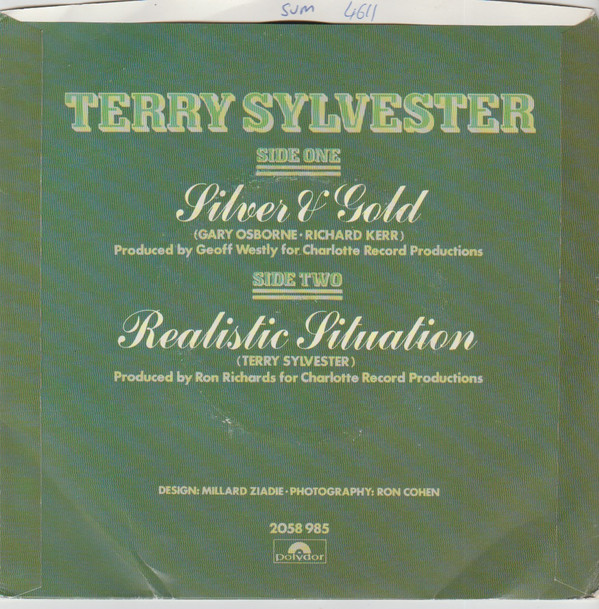 sum 4611
TERRY SYLVESTER
SIDE ONE
Silver & Gold
(GARY OSBORNE · RICHARD KERR)
Produced by Geoff Westly for Charlotte Record Productions
SIDE TWO
Realistic Situation
(TERRY SYLVESTER)
Produced by Ron Richards for Charlotte Record Productions
DESIGN: MILLARD ZIADIE · PHOTOGRAPHY: RON COHEN
2058 985
polydor